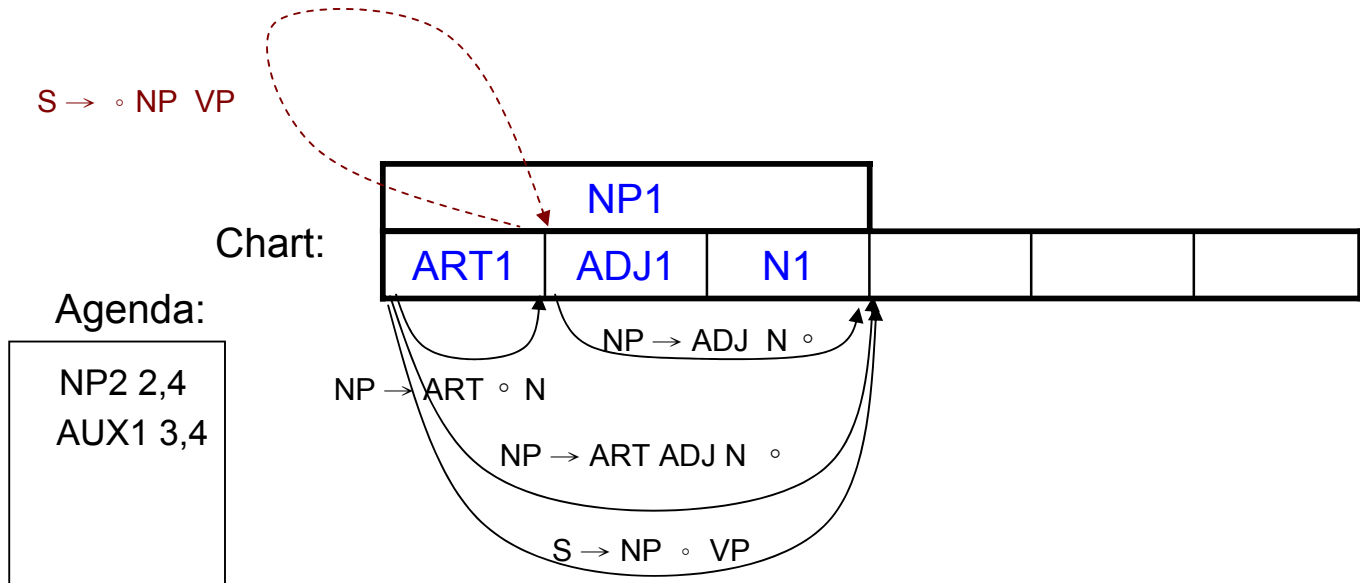 S → ∘ NP VP
NP1
Chart:
ART1 ADJ1 N1
Agenda:
NP → ADJ N ∘
NP2 2,4
NP → ART ∘ N
AUX1 3,4
NP → ART ADJ N ∘
S → NP ∘ VP